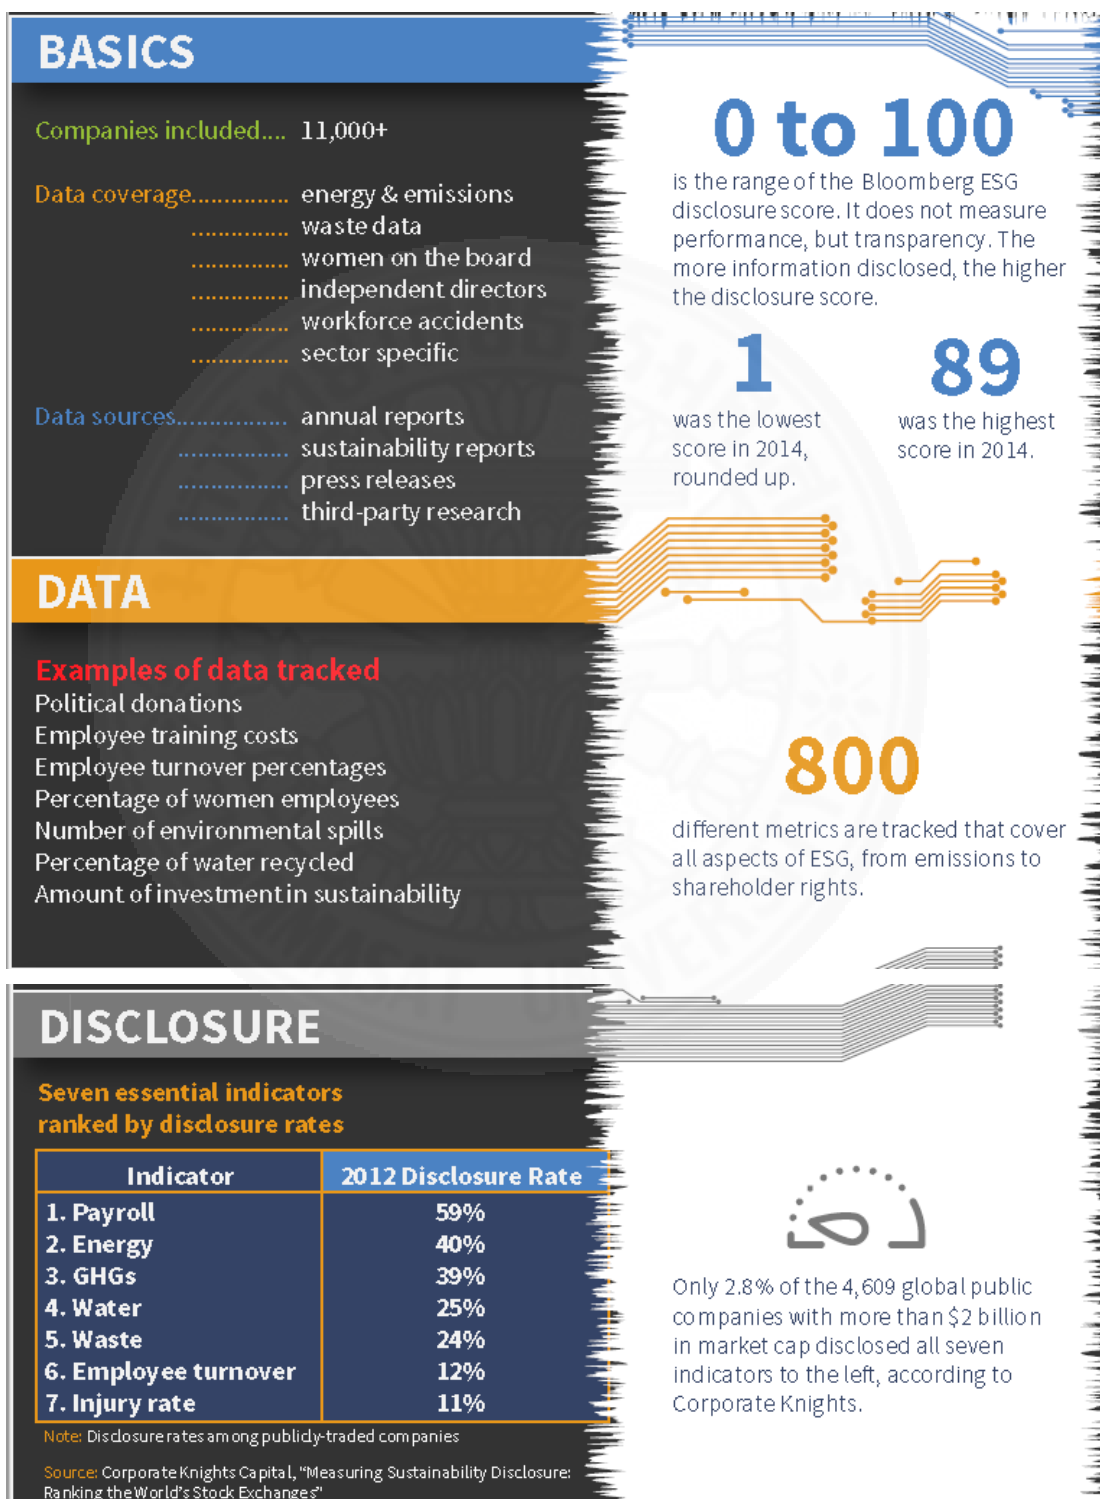 BASICS
Companies included.... 11,000+
Data coverage............... energy & emissions
............... waste data
............... women on the board
............... independent directors
............... workforce accidents
............... sector specific
Data sources................. annual reports
................. sustainability reports
................. press releases
................. third-party research
0 to 100
is the range of the Bloomberg ESG
disclosure score. It does not measure
performance, but transparency. The
more information disclosed, the higher
the disclosure score.
1
was the lowest
score in 2014,
rounded up.
89
was the highest
score in 2014.
DATA
Examples of data tracked
Political donations
Employee training costs
Employee turnover percentages
Percentage of women employees
Number of environmental spills
Percentage of water recycled
Amount of investment in sustainability
800
different metrics are tracked that cover
all aspects of ESG, from emissions to
shareholder rights.
DISCLOSURE
Seven essential indicators
ranked by disclosure rates
Indicator 2012 Disclosure Rate
1. Payroll 59%
2. Energy 40%
3. GHGs 39%
4. Water 25%
5. Waste 24%
6. Employee turnover 12%
7. Injury rate 11%
Note: Disclosure rates among publicly-traded companies
Source: Corporate Knights Capital, “Measuring Sustainability Disclosure:
Ranking the World’s Stock Exchanges”
Only 2.8% of the 4,609 global public
companies with more than $2 billion
in market cap disclosed all seven
indicators to the left, according to
Corporate Knights.